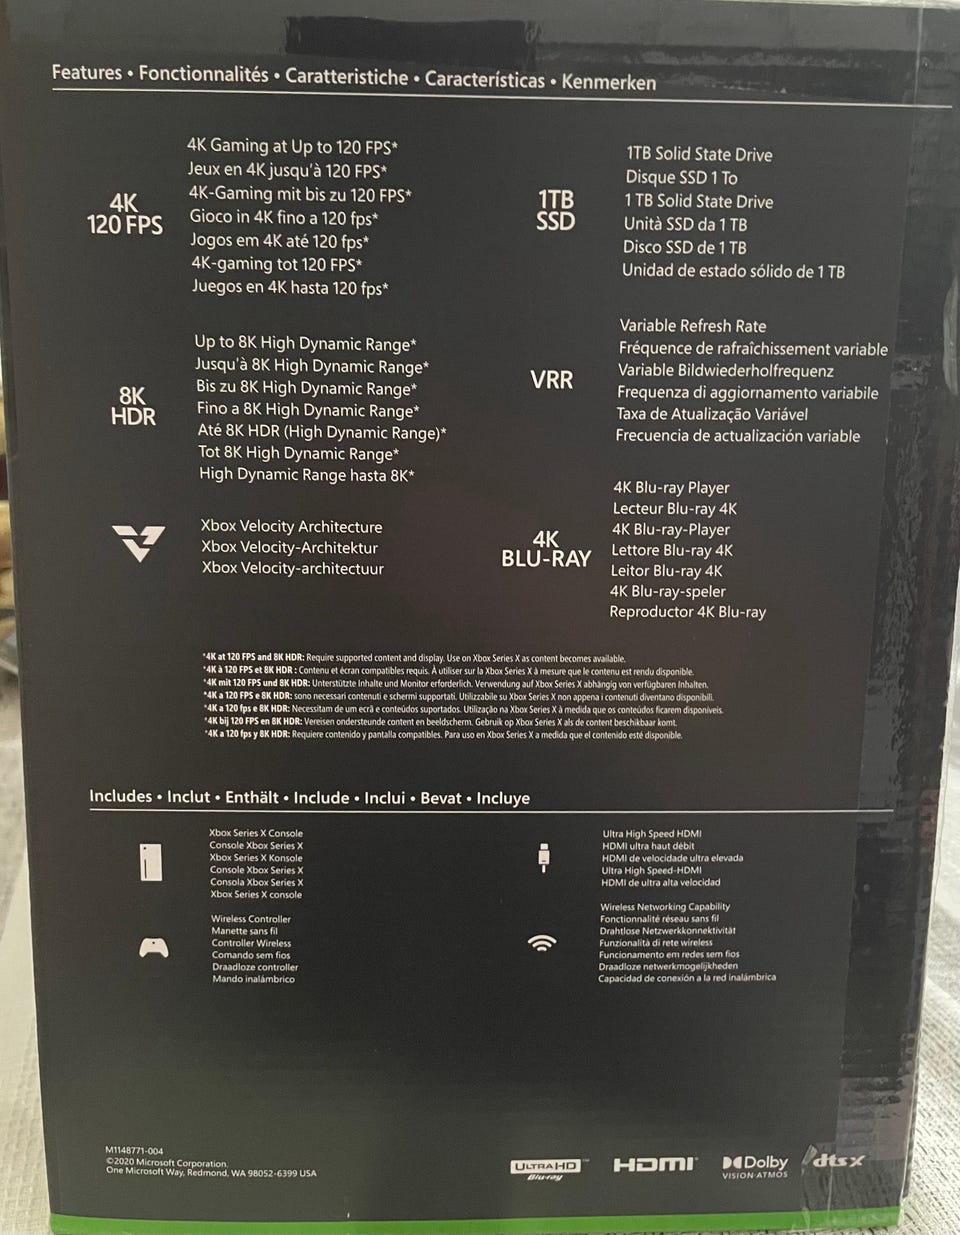 Features • Fonctionnalités • Caratteristiche • Características • Kenmerken
4K
120 FPS
4K Gaming at Up to 120 FPS*
Jeux en 4K jusqu'à 120 FPS*
4K-Gaming mit bis zu 120 FPS*
Gioco in 4K fino a 120 fps*
Jogos em 4K até 120 fps*
4K-gaming tot 120 FPS*
Juegos en 4K hasta 120 fps*
1TB
SSD
1TB Solid State Drive
Disque SSD 1 To
1 TB Solid State Drive
Unità SSD da 1 TB
Disco SSD de 1 TB
Unidad de estado sólido de 1 TB
8K
HDR
Up to 8K High Dynamic Range*
Jusqu'à 8K High Dynamic Range*
Bis zu 8K High Dynamic Range*
Fino a 8K High Dynamic Range*
Até 8K HDR (High Dynamic Range)*
Tot 8K High Dynamic Range*
High Dynamic Range hasta 8K*
VRR
Variable Refresh Rate
Fréquence de rafraîchissement variable
Variable Bildwiederholfrequenz
Frequenza di aggiornamento variabile
Taxa de Atualização Variável
Frecuencia de actualización variable
Xbox Velocity Architecture
Xbox Velocity-Architektur
Xbox Velocity-architectuur
4K
BLU-RAY
4K Blu-ray Player
Lecteur Blu-ray 4K
4K Blu-ray-Player
Lettore Blu-ray 4K
Leitor Blu-ray 4K
4K Blu-ray-speler
Reproductor 4K Blu-ray
*4K at 120 FPS and 8K HDR: Require supported content and display. Use on Xbox Series X as content becomes available.
*4K à 120 FPS et 8K HDR : Contenu et écran compatibles requis. À utiliser sur la Xbox Series X à mesure que le contenu est rendu disponible.
*4K mit 120 FPS und 8K HDR: Unterstützte Inhalte und Monitor erforderlich. Verwendung auf Xbox Series X abhängig von verfügbaren Inhalten.
*4K a 120 FPS e 8K HDR: sono necessari contenuti e schermi supportati. Utilizzabile su Xbox Series X non appena i contenuti diventano disponibili.
*4K a 120 fps e 8K HDR: Necessitam de um ecrã e conteúdos suportados. Utilização na Xbox Series X à medida que os conteúdos ficarem disponíveis.
*4K bij 120 FPS en 8K HDR: Vereisen ondersteunde content en beeldscherm. Gebruik op Xbox Series X als de content beschikbaar komt.
*4K a 120 fps y 8K HDR: Requiere contenido y pantalla compatibles. Para uso en Xbox Series X a medida que el contenido esté disponible.
Includes • Inclut • Enthält • Include • Inclui • Bevat • Incluye
Xbox Series X Console
Console Xbox Series X
Xbox Series X Konsole
Console Xbox Series X
Consola Xbox Series X
Xbox Series X console
Ultra High Speed HDMI
HDMI ultra haut débit
HDMI de velocidade ultra elevada
Ultra High Speed-HDMI
HDMI de ultra alta velocidad
Wireless Controller
Manette sans fil
Controller Wireless
Comando sem fios
Draadloze controller
Mando inalámbrico
Wireless Networking Capability
Fonctionnalité réseau sans fil
Drahtlose Netzwerkkonnektivität
Funzionalità di rete wireless
Funcionamento em redes sem fios
Draadloze netwerkmogelijkheden
Capacidad de conexión a la red inalámbrica
M1148771-004
©2020 Microsoft Corporation.
One Microsoft Way, Redmond, WA 98052-6399 USA
ULTRA HD
Blu-ray
HDMI
Dolby
VISION·ATMOS
dts X